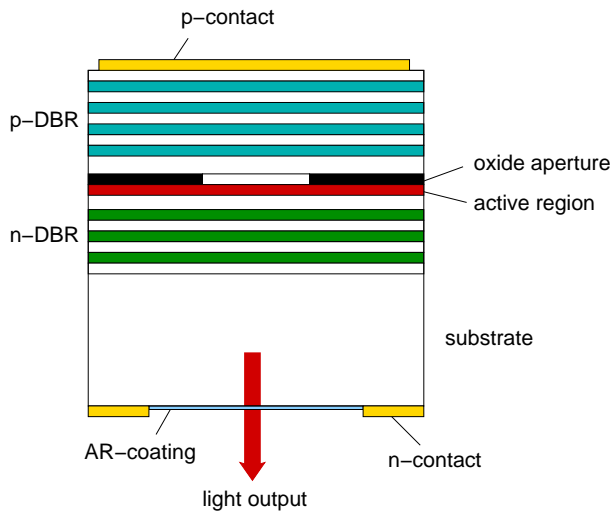 p−contact
p−DBR
oxide aperture
active region
n−DBR
substrate
AR−coating
n−contact
light output